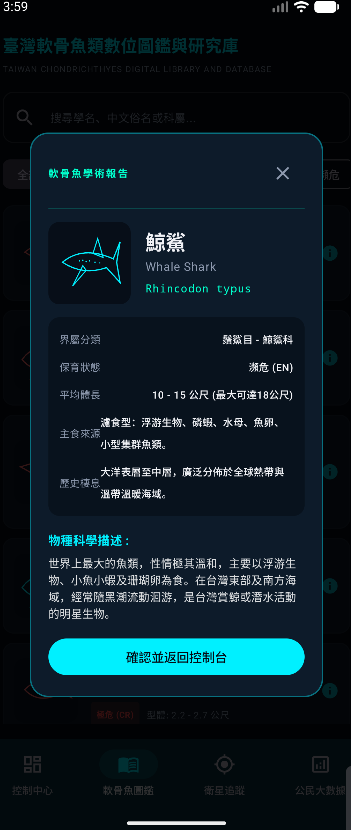 3:59
臺灣軟骨魚類數位圖鑑與研究庫
TAIWAN CHONDRICHTHYES DIGITAL LIBRARY AND DATABASE
搜尋學名、中文俗名或科屬...
全
瀕危
軟骨魚學術報告
鯨鯊
Whale Shark
Rhincodon typus
界屬分類 鬚鯊目 - 鯨鯊科
保育狀態 瀕危 (EN)
平均體長 10 - 15 公尺 (最大可達18公尺)
主食來源 濾食型：浮游生物、磷蝦、水母、魚卵、
小型集群魚類。
歷史棲息 大洋表層至中層，廣泛分佈於全球熱帶與
溫帶溫暖海域。
物種科學描述：
世界上最大的魚類，性情極其溫和，主要以浮游生
物、小魚小蝦及珊瑚卵為食。在台灣東部及南方海
域，經常隨黑潮流動洄游，是台灣賞鯨或潛水活動
的明星生物。
確認並返回控制台
極危 (CR) 體長: 2.2 - 2.7 公尺
控制中心 軟骨魚圖鑑 衛星追蹤 公民大數據